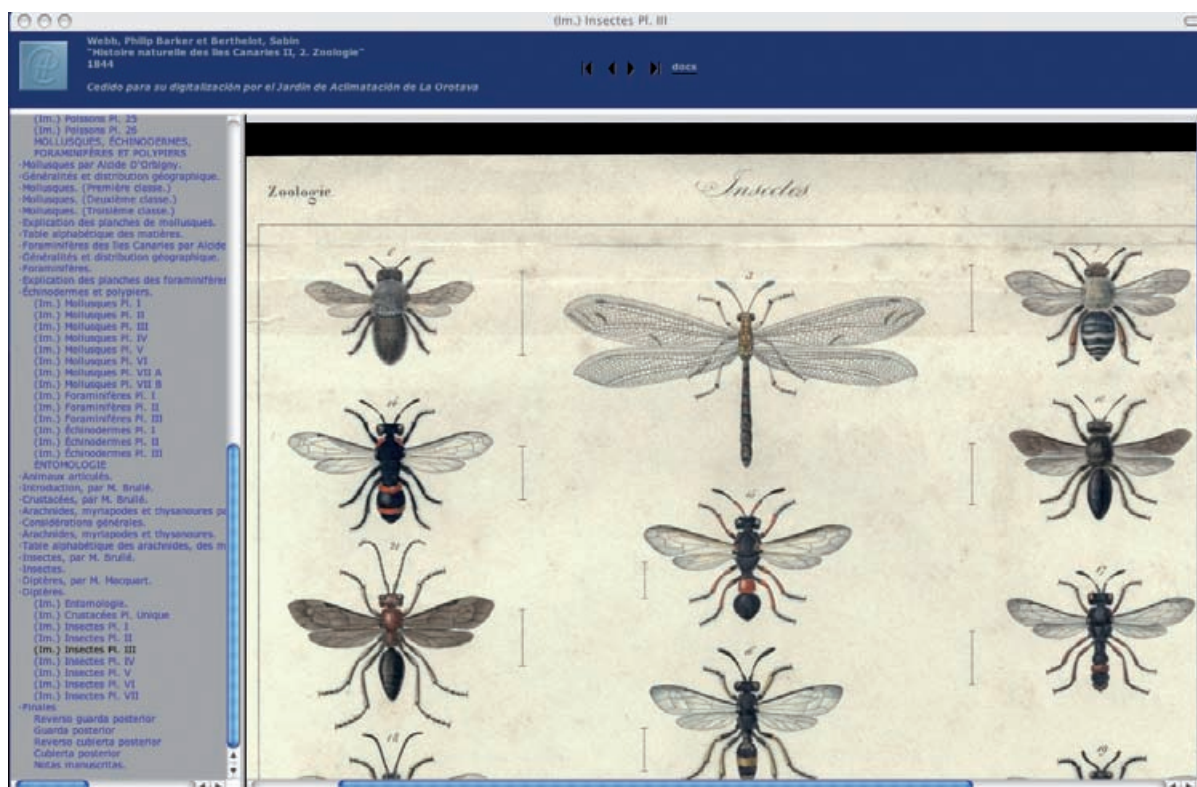 (Im.) Insectes Pl. III
Webb, Philip Barker et Berthelot, Sabin
"Histoire naturelle des îles Canaries II, 2. Zoologie"
1844
Cedido para su digitalización por el Jardín de Aclimatación de La Orotava
docs
(Im.) Poissons Pl. 25
(Im.) Poissons Pl. 26
MOLLUSQUES, ÉCHINODERMES,
FORAMINIFÈRES ET POLYPIERS
·Mollusques par Alcide D'Orbigny.
·Généralités et distribution géographique.
·Mollusques. (Première classe.)
·Mollusques. (Deuxième classe.)
·Mollusques. (Troisième classe.)
·Explication des planches de mollusques.
·Table alphabétique des matières.
·Foraminifères des îles Canaries par Alcide
·Généralités et distribution géographique.
·Foraminifères.
·Explication des planches des foraminifères
·Échinodermes et polypiers.
(Im.) Mollusques Pl. I
(Im.) Mollusques Pl. II
(Im.) Mollusques Pl. III
(Im.) Mollusques Pl. IV
(Im.) Mollusques Pl. V
(Im.) Mollusques Pl. VI
(Im.) Mollusques Pl. VII A
(Im.) Mollusques Pl. VII B
(Im.) Foraminifères Pl. I
(Im.) Foraminifères Pl. II
(Im.) Foraminifères Pl. III
(Im.) Échinodermes Pl. I
(Im.) Échinodermes Pl. II
(Im.) Échinodermes Pl. III
ENTOMOLOGIE
·Animaux articulés.
·Introduction, par M. Brullé.
·Crustacées, par M. Brullé.
·Arachnides, myriapodes et thysanoures pa
·Considérations générales.
·Arachnides, myriapodes et thysanoures.
·Table alphabétique des arachnides, des m
·Insectes, par M. Brullé.
·Insectes.
·Diptères, par M. Macquart.
·Diptères.
(Im.) Entomologie.
(Im.) Crustacées Pl. Unique
(Im.) Insectes Pl. I
(Im.) Insectes Pl. II
(Im.) Insectes Pl. III
(Im.) Insectes Pl. IV
(Im.) Insectes Pl. V
(Im.) Insectes Pl. VI
(Im.) Insectes Pl. VII
·Finales
Reverso guarda posterior
Guarda posterior
Reverso cubierta posterior
Cubierta posterior
Notas manuscritas.
Zoologie.
Insectes.
3
15
17
21
16
18
19